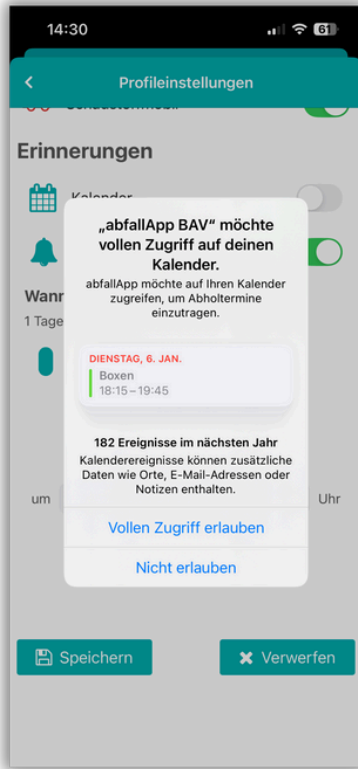 14:30
61
Profileinstellungen
Erinnerungen
Kalender
„abfallApp BAV“ möchte
vollen Zugriff auf deinen
Kalender.
abfallApp möchte auf Ihren Kalender
zugreifen, um Abholtermine
einzutragen.
Wann
1 Tage
DIENSTAG, 6. JAN.
Boxen
18:15–19:45
182 Ereignisse im nächsten Jahr
Kalenderereignisse können zusätzliche
Daten wie Orte, E-Mail-Adressen oder
Notizen enthalten.
um
Uhr
Vollen Zugriff erlauben
Nicht erlauben
Speichern
Verwerfen